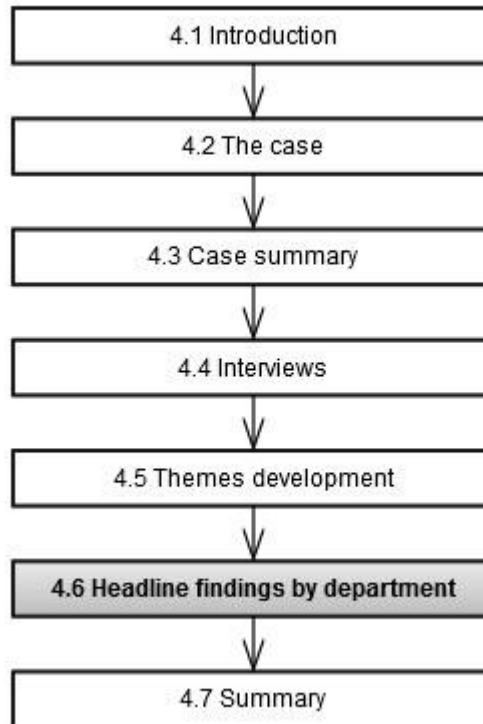 4.1 Introduction
4.2 The case
4.3 Case summary
4.4 Interviews
4.5 Themes development
4.6 Headline findings by department
4.7 Summary